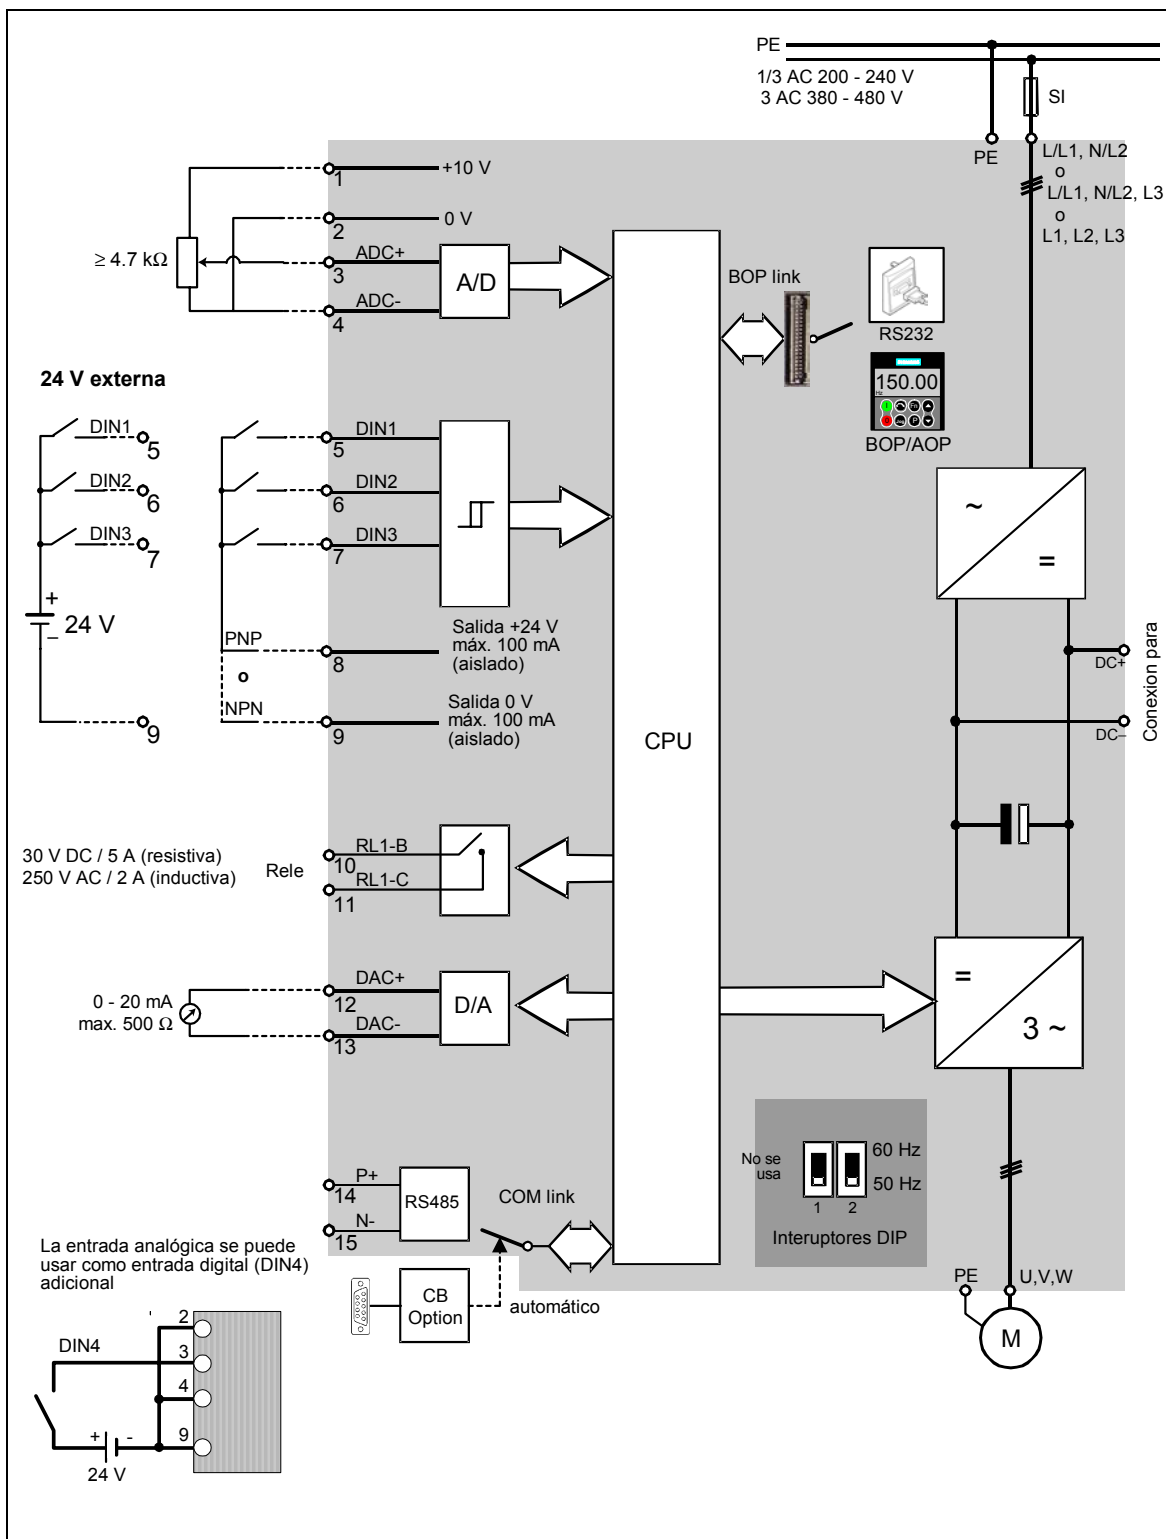 PE
1/3 AC 200 - 240 V
3 AC 380 - 480 V
SI
PE
L/L1, N/L2
o
L/L1, N/L2, L3
o
L1, L2, L3
1
+10 V
2
0 V
≥ 4.7 kΩ
3
ADC+
4
ADC-
A/D
BOP link
RS232
150.00
Hz
Fn
Jog
P
BOP/AOP
24 V externa
DIN1
5
DIN2
6
DIN3
7
+
24 V
–
9
DIN1
5
DIN2
6
DIN3
7
PNP
8
o
NPN
9
Salida +24 V
máx. 100 mA
(aislado)
Salida 0 V
máx. 100 mA
(aislado)
CPU
~
=
DC+
DC–
Conexion para
30 V DC / 5 A (resistiva)
250 V AC / 2 A (inductiva)
Rele
RL1-B
10
RL1-C
11
0 - 20 mA
max. 500 Ω
DAC+
12
DAC-
13
D/A
=
3 ~
No se
usa
60 Hz
50 Hz
1 2
Interuptores DIP
P+
14
N-
15
RS485
COM link
CB
Option
automático
PE
U,V,W
M
La entrada analógica se puede
usar como entrada digital (DIN4)
adicional
DIN4
2
3
4
9
+ -
24 V